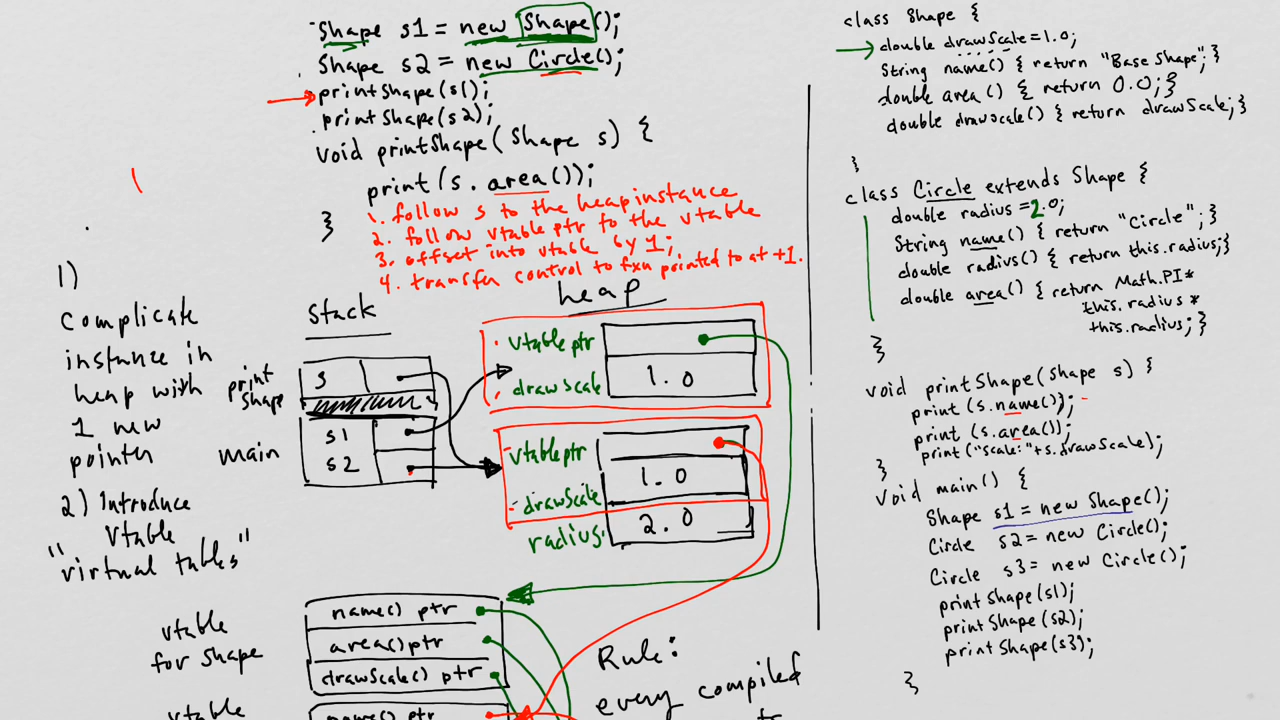 Shape s1 = new Shape();
Shape s2 = new Circle();
printShape(s1);
printShape(s2);
void printShape(Shape s) {
print(s.area());
}
1. follow s to the heap instance
2. follow vtable ptr to the vtable
3. offset into vtable by 1;
4. transfer control to fxn pointed to at +1.
1)
Complicate
instance in
heap with
1 new
pointer
2) Introduce
Vtable
"virtual tables"
Stack
print
shape
s
main
s1
s2
heap
vtable ptr
drawScale
1.0
vtable ptr
1.0
drawScale
radius.
2.0
vtable
for shape
name() ptr
area() ptr
drawScale() ptr
vtable
name() ptr
Rule:
every compiled
class Shape {
double drawScale=1.0;
String name() { return "Base Shape"; }
double area() { return 0.0; }
double drawScale() { return drawScale; }
}
class Circle extends Shape {
double radius = 2.0;
String name() { return "Circle"; }
double radius() { return this.radius; }
double area() { return Math.PI *
this.radius *
this.radius; }
}
void printShape(Shape s) {
print (s.name());
print (s.area());
print ("scale: "+s.drawScale);
}
void main() {
Shape s1 = new Shape();
Circle s2 = new Circle();
Circle s3 = new Circle();
printShape(s1);
printShape(s2);
printShape(s3);
}